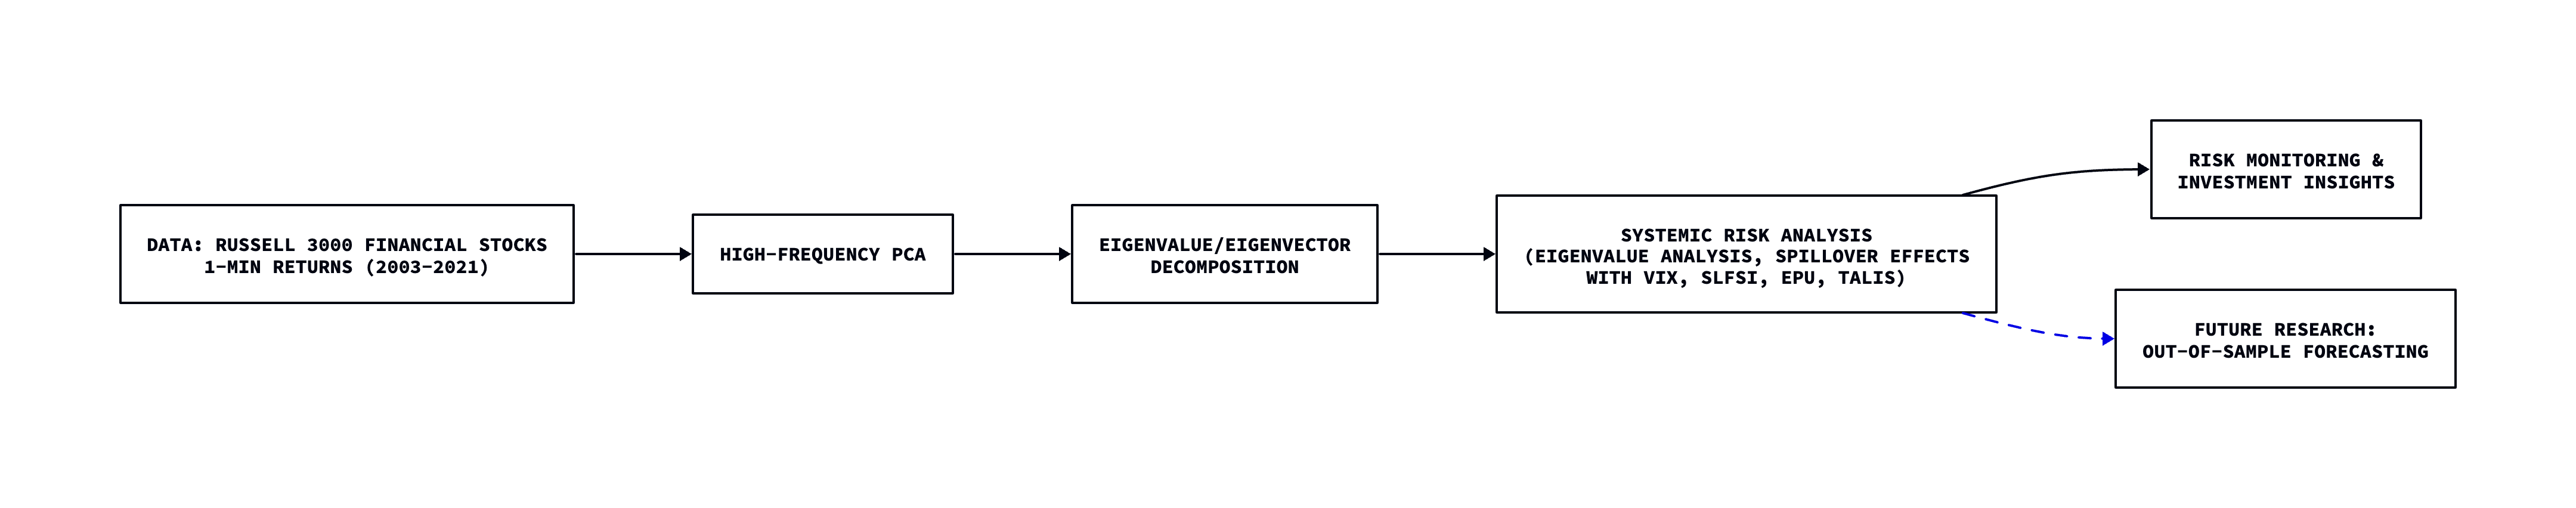 DATA: RUSSELL 3000 FINANCIAL STOCKS
1-MIN RETURNS (2003-2021)
HIGH-FREQUENCY PCA
EIGENVALUE/EIGENVECTOR
DECOMPOSITION
SYSTEMIC RISK ANALYSIS
(EIGENVALUE ANALYSIS, SPILLOVER EFFECTS
WITH VIX, SLFSI, EPU, TALIS)
RISK MONITORING &
INVESTMENT INSIGHTS
FUTURE RESEARCH:
OUT-OF-SAMPLE FORECASTING